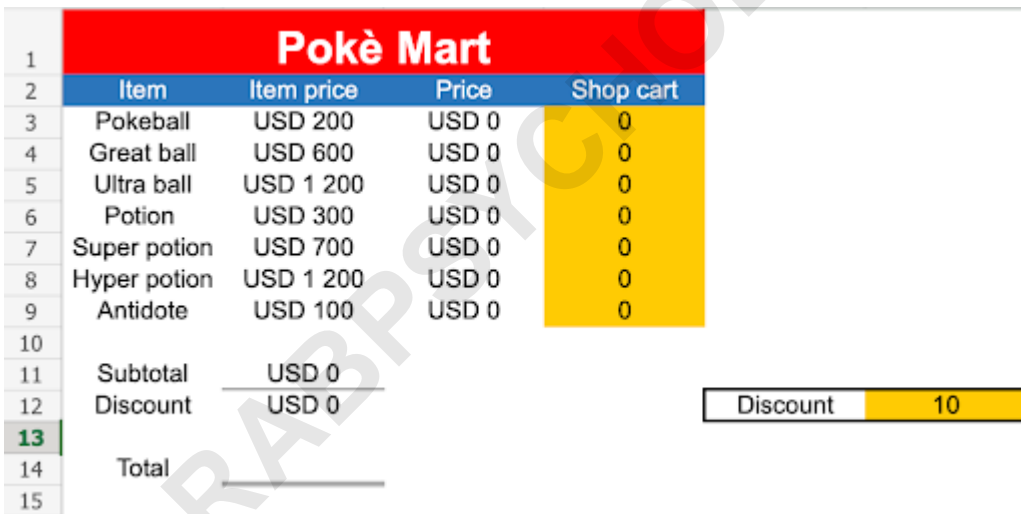 1 Pokè Mart
2 Item Item price Price Shop cart
3 Pokeball USD 200 USD 0 0
4 Great ball USD 600 USD 0 0
5 Ultra ball USD 1 200 USD 0 0
6 Potion USD 300 USD 0 0
7 Super potion USD 700 USD 0 0
8 Hyper potion USD 1 200 USD 0 0
9 Antidote USD 100 USD 0 0
10
11 Subtotal USD 0
12 Discount USD 0 Discount 10
13
14 Total
15
RABPSYCHO